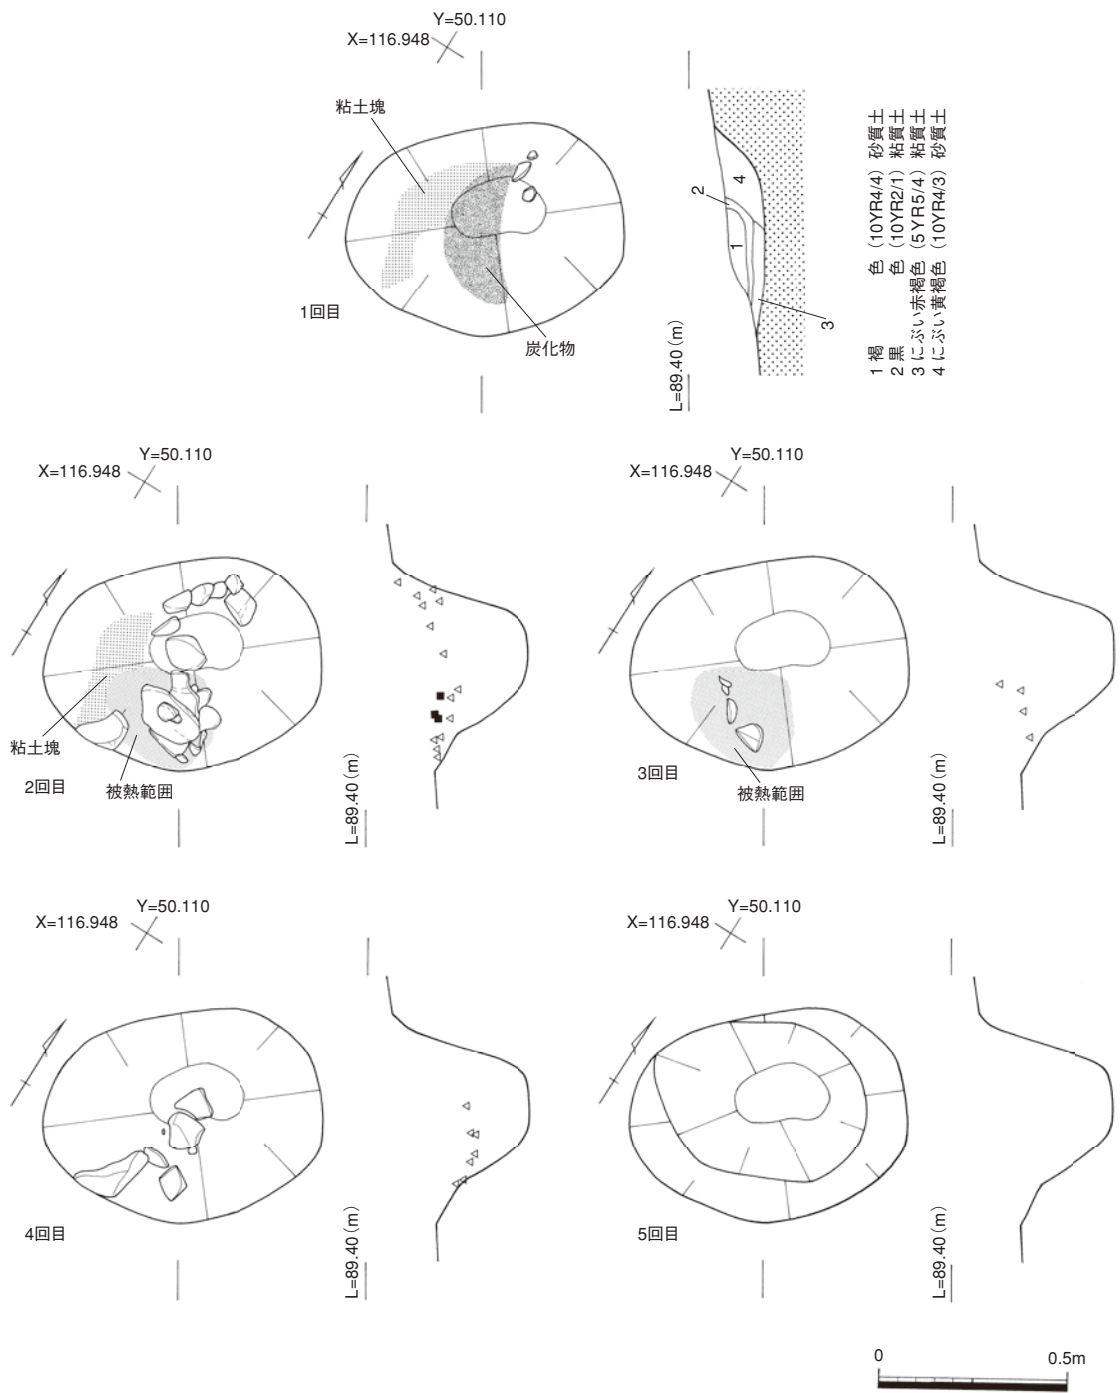 Y=50.110
X=116.948
粘土塊
1回目
炭化物
L=89.40(m)
1
2
3
4
1 褐　　　色 (10YR4/4) 砂質土
2 黒　　　色 (10YR2/1) 粘質土
3 にぶい赤褐色 (5YR5/4) 粘質土
4 にぶい黄褐色 (10YR4/3) 砂質土
Y=50.110
X=116.948
粘土塊
2回目
被熱範囲
L=89.40(m)
Y=50.110
X=116.948
3回目
被熱範囲
L=89.40(m)
Y=50.110
X=116.948
4回目
L=89.40(m)
Y=50.110
X=116.948
5回目
L=89.40(m)
0 0.5m